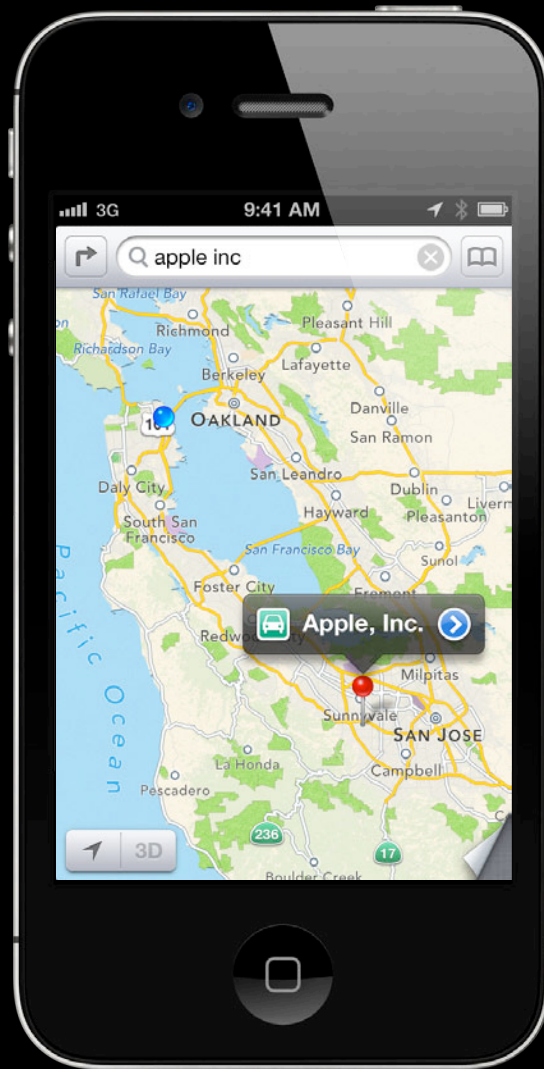 3G 9:41 AM
apple inc
San Rafael Bay
Richmond
Pleasant Hill
Richardson Bay
Lafayette
Berkeley
Danville
OAKLAND
San Ramon
San Leandro
Daly City
Dublin
Hayward
Pleasanton
South San
Francisco
San Francisco Bay
Sunol
Foster City
Fremont
Apple, Inc.
Milpitas
Sunnyvale
SAN JOSE
Pacific Ocean
La Honda
Campbell
Pescadero
236
3D
17
Boulder Creek